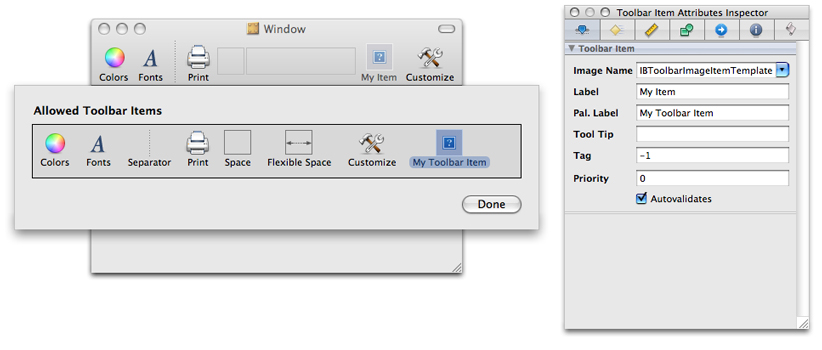 Window
Colors Fonts Print My Item Customize
Allowed Toolbar Items
Colors Fonts Separator Print Space Flexible Space Customize My Toolbar Item
Done
Toolbar Item Attributes Inspector
Toolbar Item
Image Name IBToolbarImageItemTemplate
Label My Item
Pal. Label My Toolbar Item
Tool Tip
Tag -1
Priority 0
Autovalidates